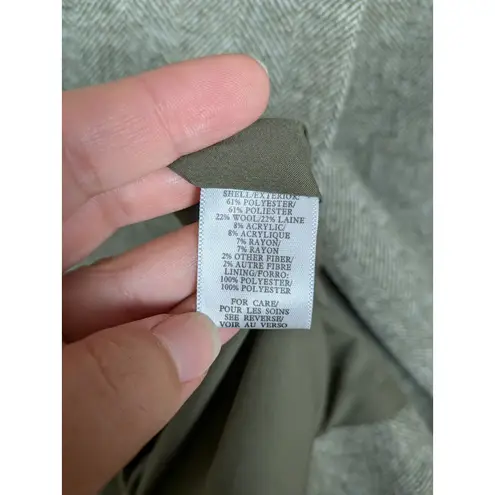 SHELL/EXTERIOR:
61% POLYESTER/
61% POLIESTER
22% WOOL/22% LAINE
8% ACRYLIC/
8% ACRYLIQUE
7% RAYON/
7% RAYON
2% OTHER FIBER/
2% AUTRE FIBRE
LINING/FORRO:
100% POLYESTER/
100% POLYESTER
FOR CARE/
POUR LES SOINS
SEE REVERSE/
VOIR AU VERSO